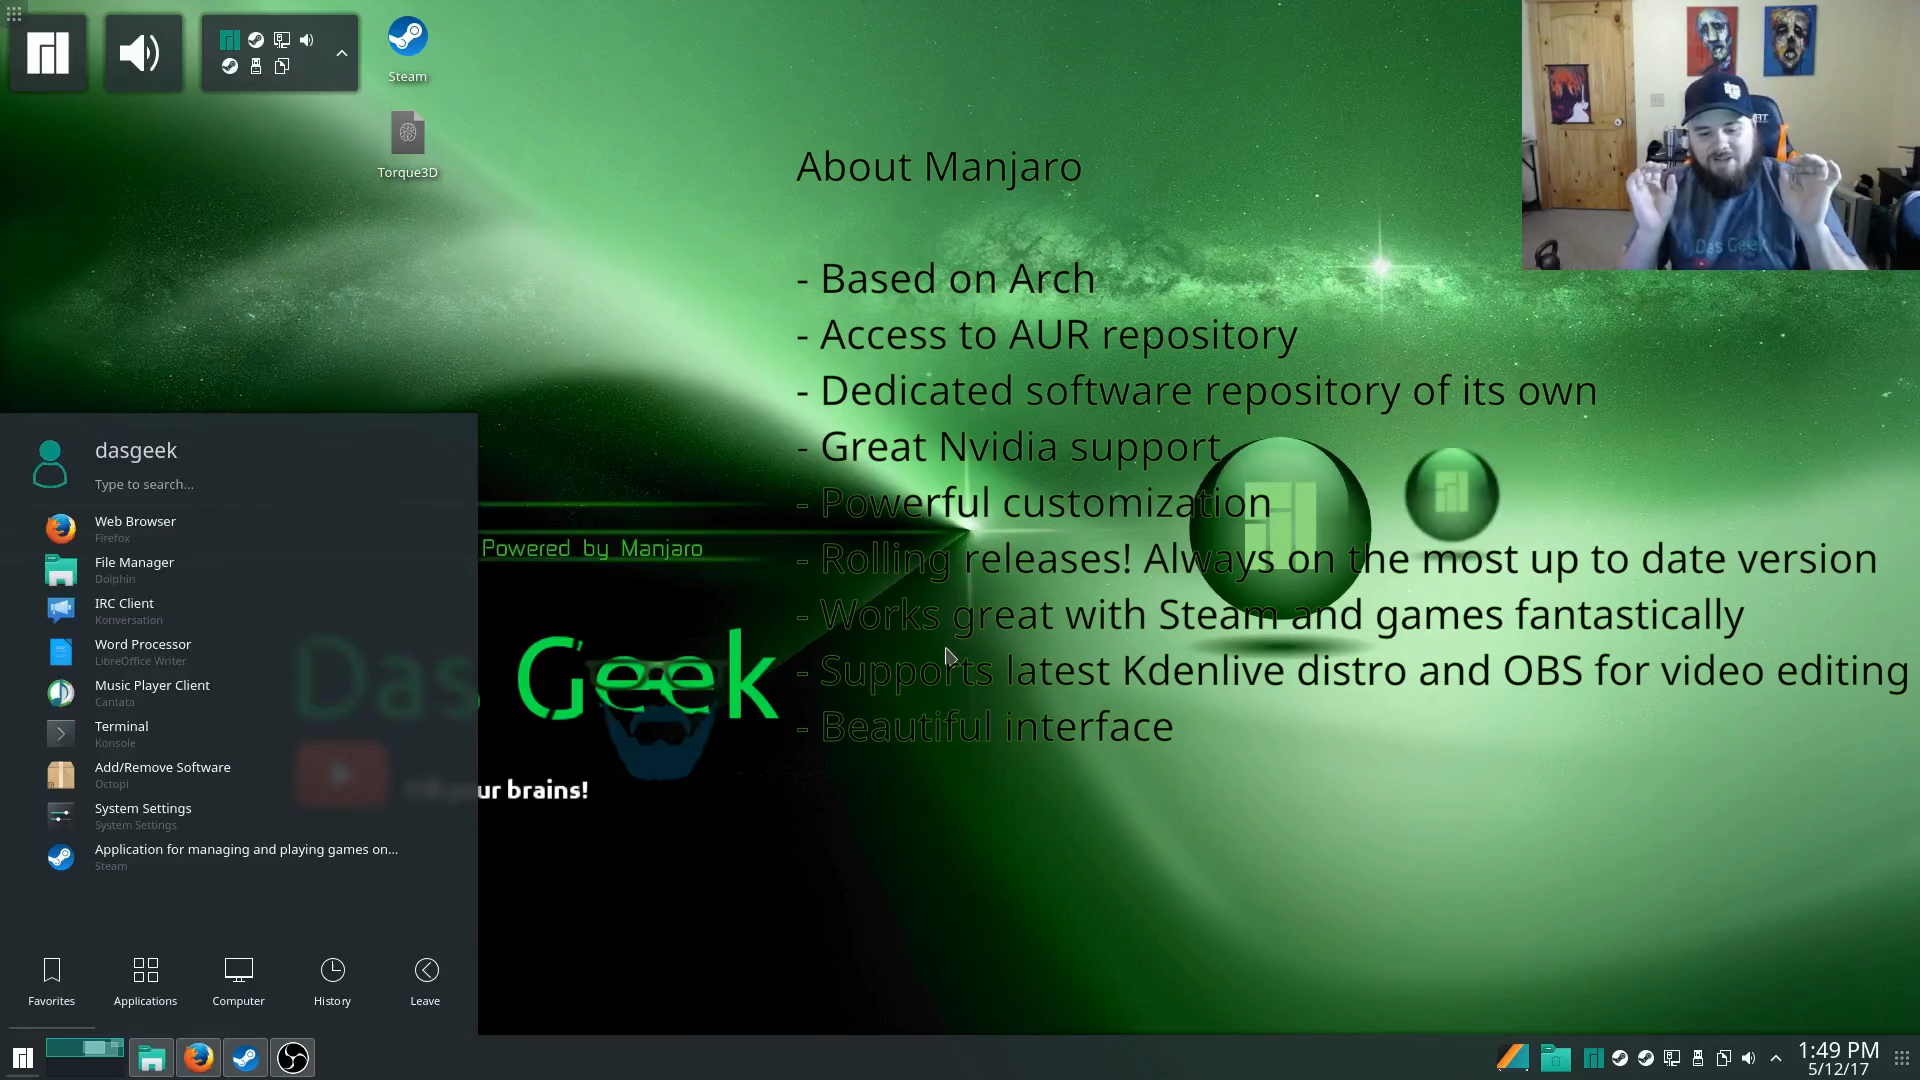 Steam
Torque3D
About Manjaro
- Based on Arch
- Access to AUR repository
- Dedicated software repository of its own
- Great Nvidia support
- Powerful customization
- Rolling releases! Always on the most up to date version
- Works great with Steam and games fantastically
- Supports latest Kdenlive distro and OBS for video editing
- Beautiful interface
Das Geek
Powered by Manjaro
Das Geek
ur brains!
dasgeek
Type to search...
Web Browser
Firefox
File Manager
Dolphin
IRC Client
Konversation
Word Processor
LibreOffice Writer
Music Player Client
Cantata
Terminal
Konsole
Add/Remove Software
Octopi
System Settings
System Settings
Application for managing and playing games on...
Steam
Favorites
Applications
Computer
History
Leave
1:49 PM
5/12/17